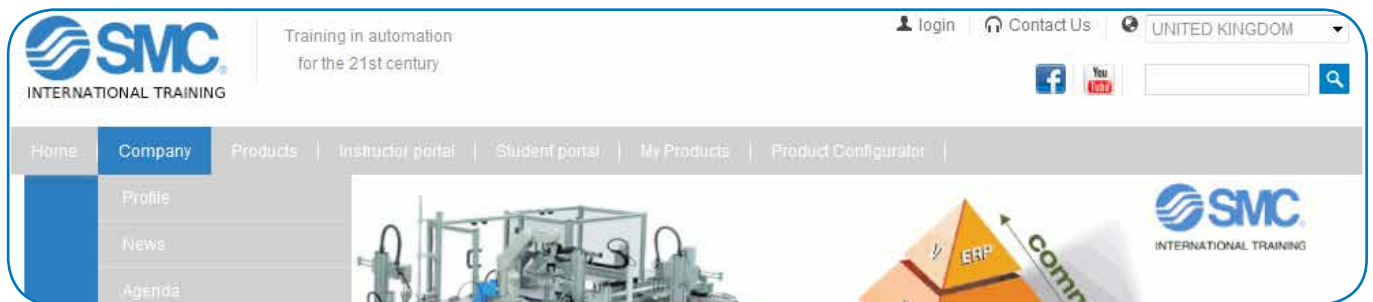 SMC®
INTERNATIONAL TRAINING
Training in automation
for the 21st century
login
Contact Us
UNITED KINGDOM
You
Tube
Home
Company
Products
Instructor portal
Student portal
My Products
Product Configurator
Profile
News
Agenda
ERP
SMC
INTERNATIONAL TRAINING